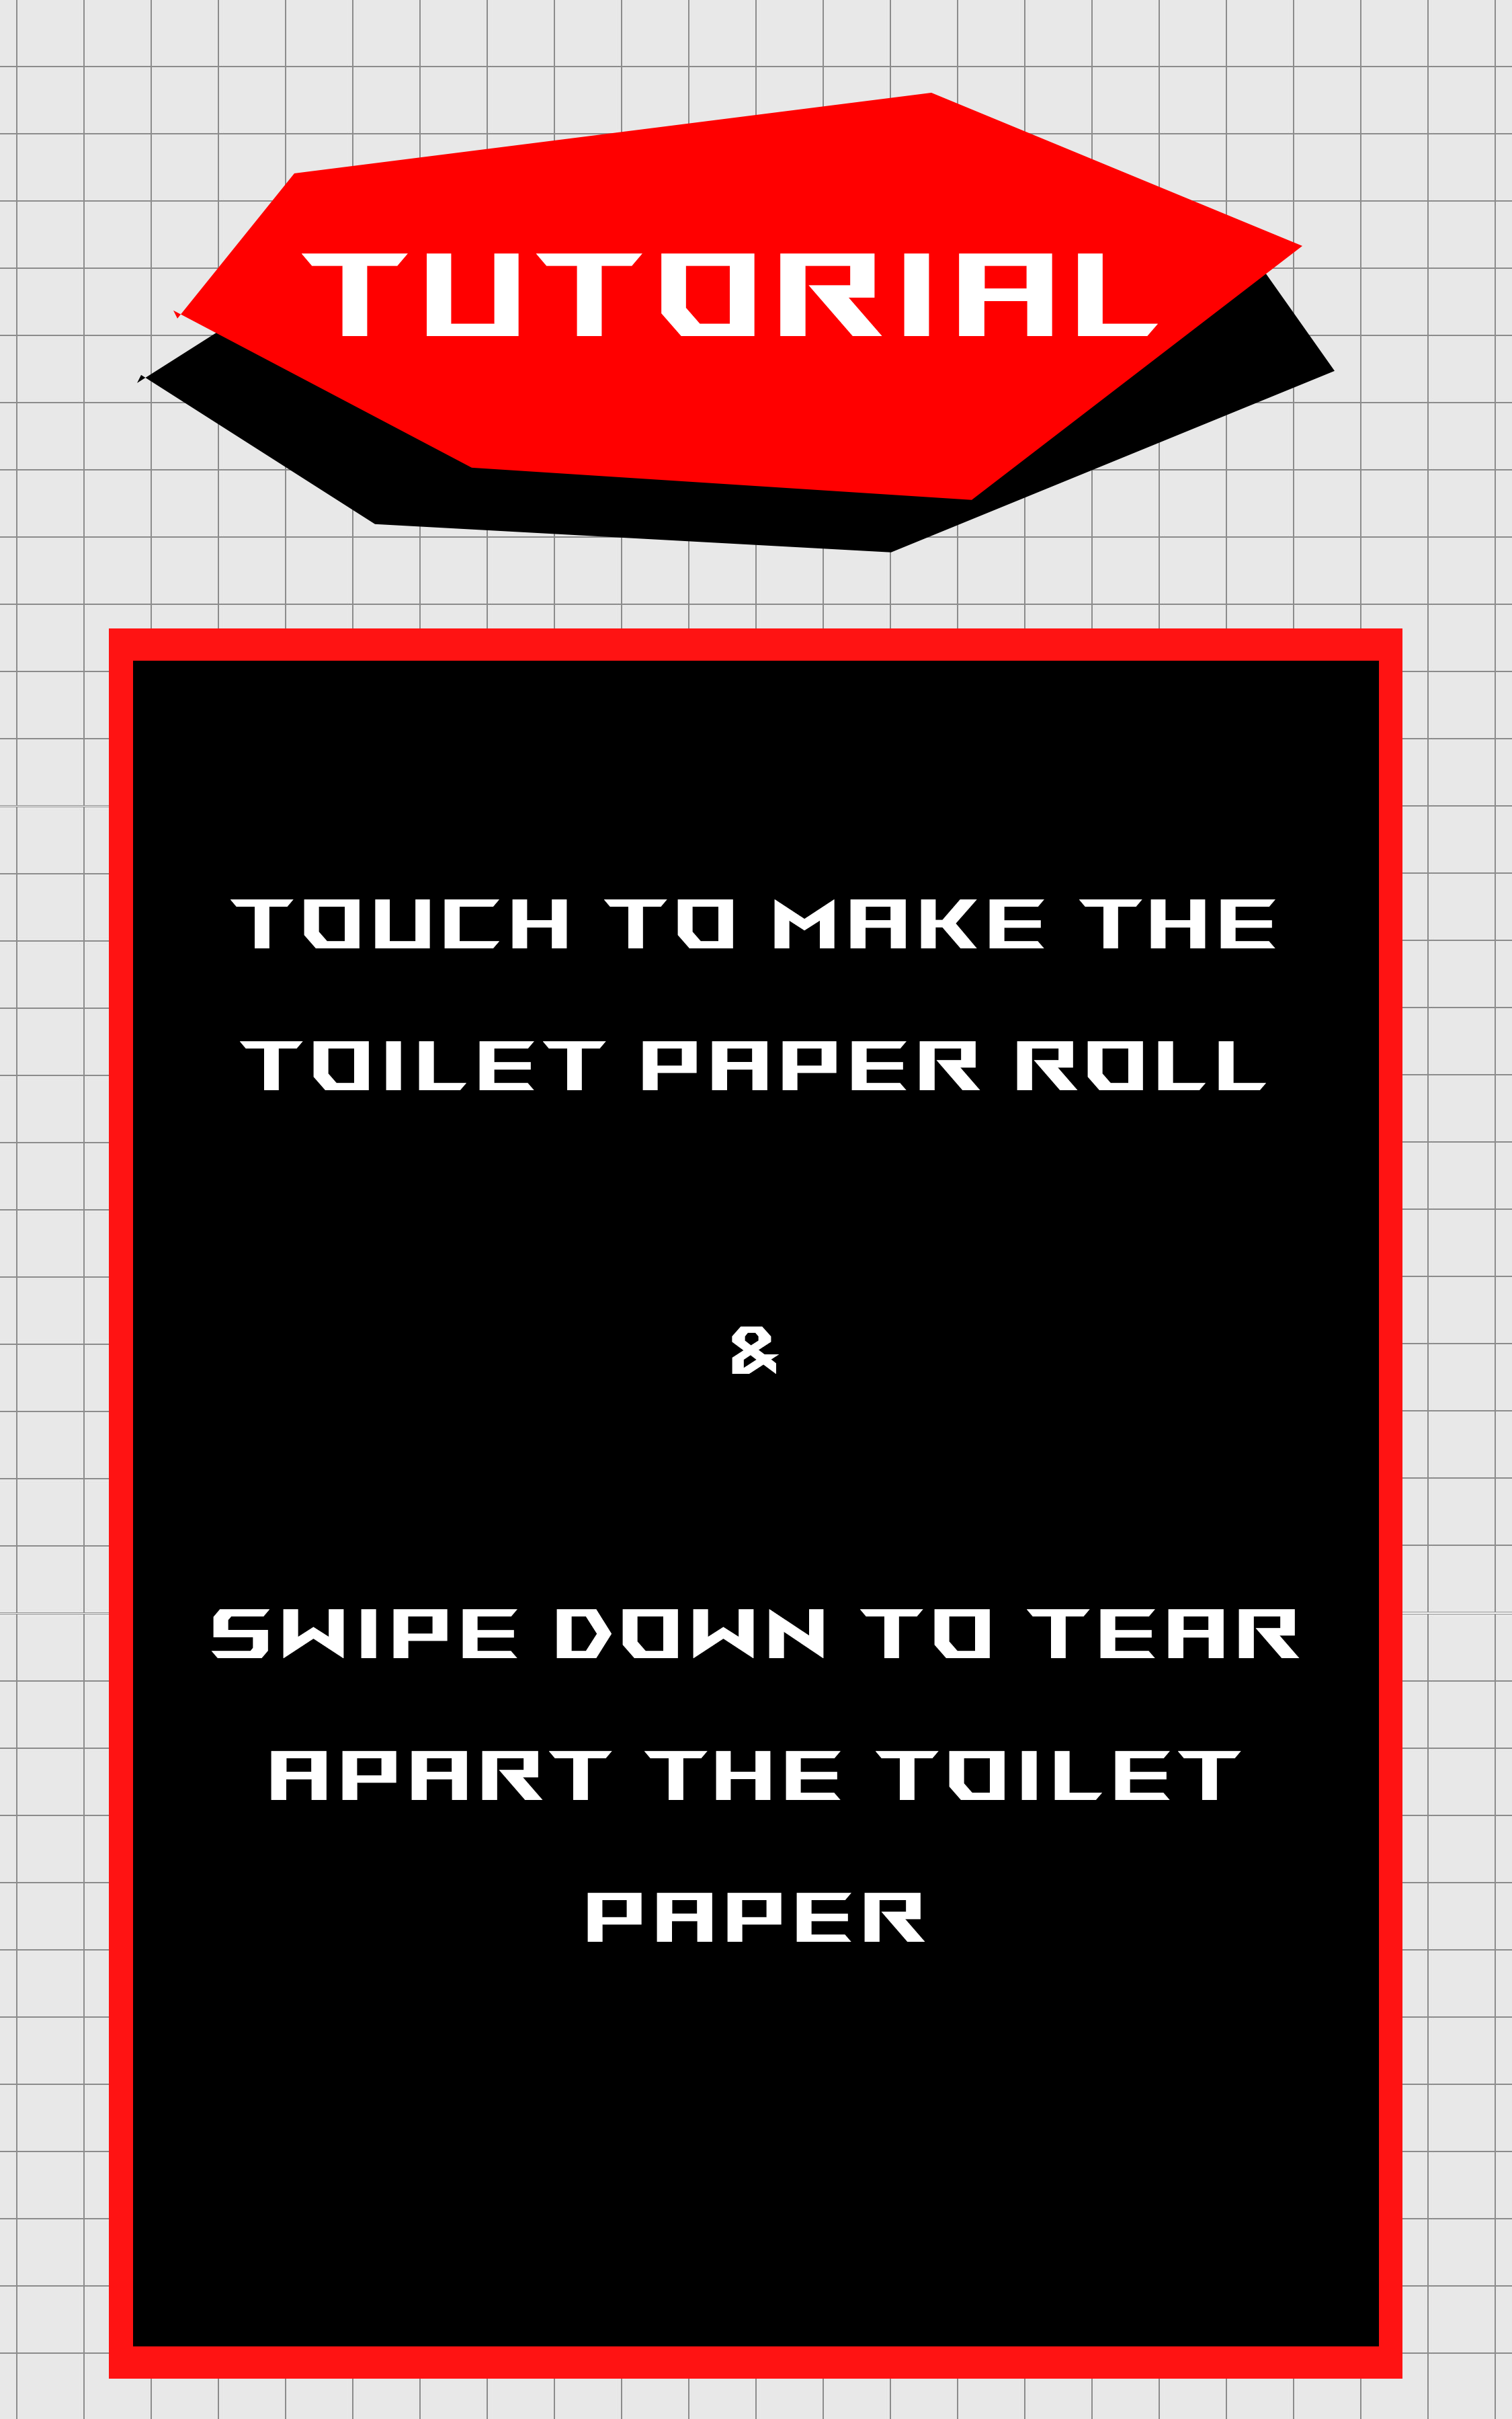 TUTORIAL
TOUCH TO MAKE THE
TOILET PAPER ROLL
&
SWIPE DOWN TO TEAR
APART THE TOILET
PAPER